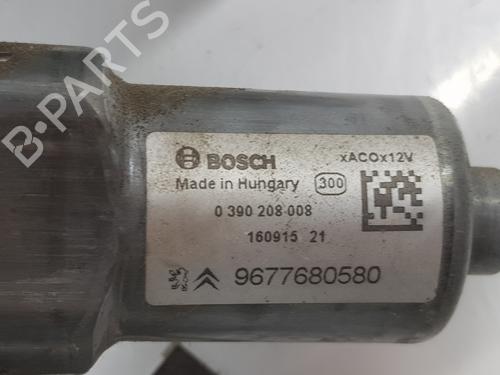 B-PARTS
BOSCH xACOx12V
Made in Hungary 300
0 390 208 008
160915 21
9677680580